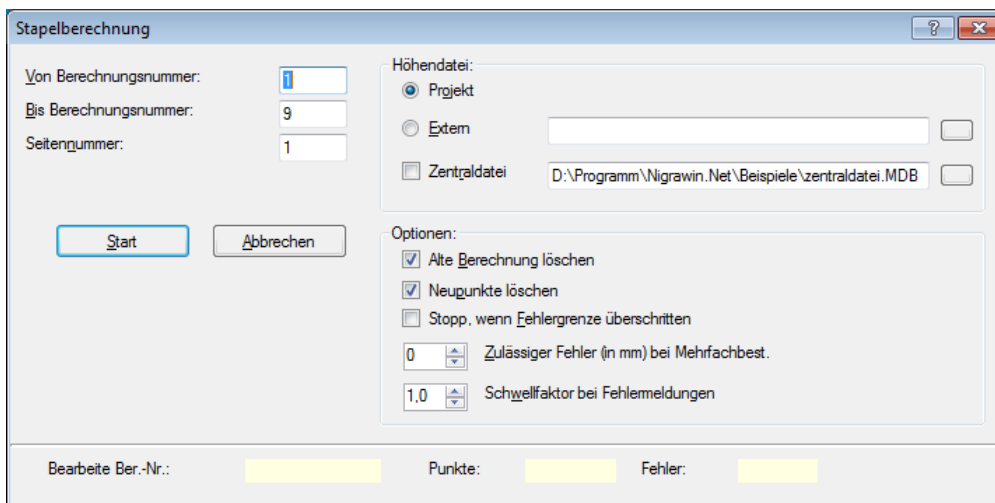 Stapelberechnung
Von Berechnungsnummer: 1
Bis Berechnungsnummer: 9
Seitennummer: 1
Start Abbrechen
Höhendatei:
Projekt
Extern
Zentraldatei D:\Programm\Nigrawin.Net\Beispiele\zentraldatei.MDB
Optionen:
Alte Berechnung löschen
Neupunkte löschen
Stopp, wenn Fehlergrenze überschritten
0 Zulässiger Fehler (in mm) bei Mehrfachbest.
1,0 Schwellfaktor bei Fehlermeldungen
Bearbeite Ber.-Nr.: Punkte: Fehler: